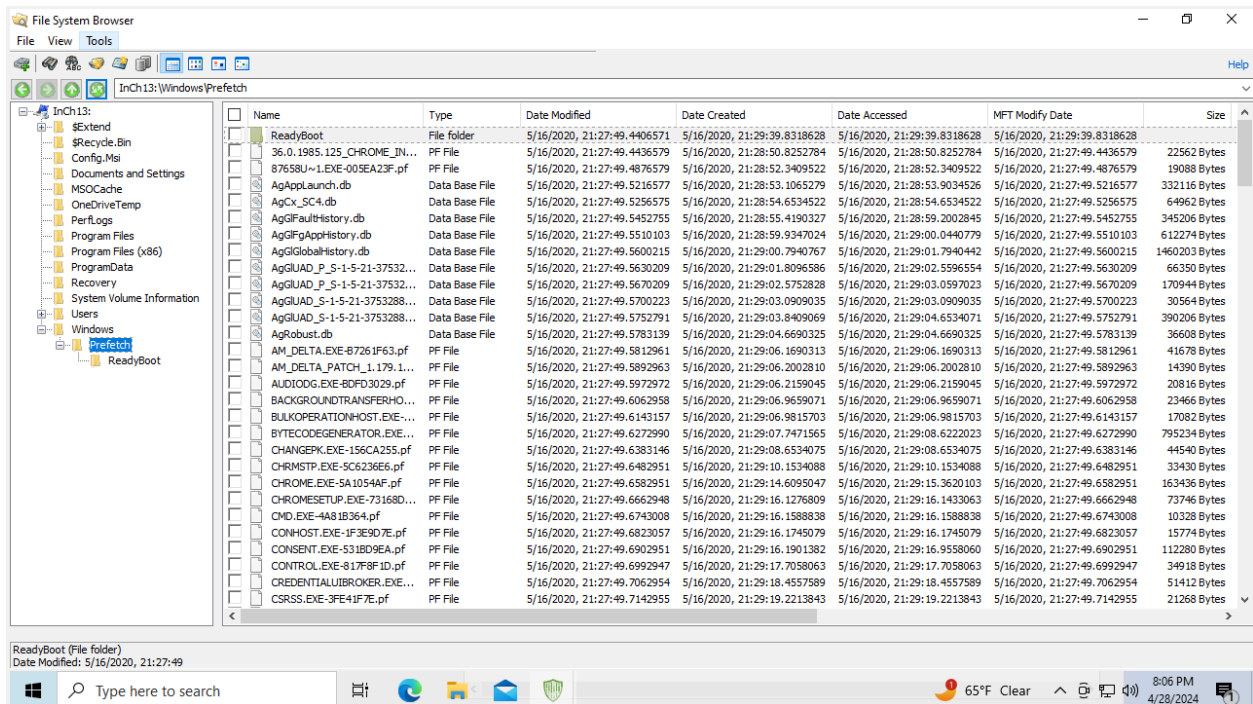 File System Browser
File View Tools
Help
InCh13:\Windows\Prefetch
InCh13:
$Extend
$Recycle.Bin
Config.Msi
Documents and Settings
MSOCache
OneDriveTemp
PerfLogs
Program Files
Program Files (x86)
ProgramData
Recovery
System Volume Information
Users
Windows
Prefetch
ReadyBoot
Name Type Date Modified Date Created Date Accessed MFT Modify Date Size
ReadyBoot File folder 5/16/2020, 21:27:49.4406571 5/16/2020, 21:29:39.8318628 5/16/2020, 21:29:39.8318628 5/16/2020, 21:29:39.8318628
36.0.1985.125_CHROME_IN... PF File 5/16/2020, 21:27:49.4436579 5/16/2020, 21:28:50.8252784 5/16/2020, 21:28:50.8252784 5/16/2020, 21:27:49.4436579 22562 Bytes
87658U~1.EXE-005EA23F.pf PF File 5/16/2020, 21:27:49.4876579 5/16/2020, 21:28:52.3409522 5/16/2020, 21:28:52.3409522 5/16/2020, 21:27:49.4876579 19088 Bytes
AgAppLaunch.db Data Base File 5/16/2020, 21:27:49.5216577 5/16/2020, 21:28:53.1065279 5/16/2020, 21:28:53.9034526 5/16/2020, 21:27:49.5216577 332116 Bytes
AgCx_SC4.db Data Base File 5/16/2020, 21:27:49.5256575 5/16/2020, 21:28:54.6534522 5/16/2020, 21:28:54.6534522 5/16/2020, 21:27:49.5256575 64962 Bytes
AgGlFaultHistory.db Data Base File 5/16/2020, 21:27:49.5452755 5/16/2020, 21:28:55.4190327 5/16/2020, 21:28:59.2002845 5/16/2020, 21:27:49.5452755 345206 Bytes
AgGlFgAppHistory.db Data Base File 5/16/2020, 21:27:49.5510103 5/16/2020, 21:28:59.9347024 5/16/2020, 21:29:00.0440779 5/16/2020, 21:27:49.5510103 612274 Bytes
AgGlGlobalHistory.db Data Base File 5/16/2020, 21:27:49.5600215 5/16/2020, 21:29:00.7940767 5/16/2020, 21:29:01.7940442 5/16/2020, 21:27:49.5600215 1460203 Bytes
AgGlUAD_P_S-1-5-21-37532... Data Base File 5/16/2020, 21:27:49.5630209 5/16/2020, 21:29:01.8096586 5/16/2020, 21:29:02.5596554 5/16/2020, 21:27:49.5630209 66350 Bytes
AgGlUAD_P_S-1-5-21-37532... Data Base File 5/16/2020, 21:27:49.5670209 5/16/2020, 21:29:02.5752828 5/16/2020, 21:29:03.0597023 5/16/2020, 21:27:49.5670209 170944 Bytes
AgGlUAD_S-1-5-21-3753288... Data Base File 5/16/2020, 21:27:49.5700223 5/16/2020, 21:29:03.0909035 5/16/2020, 21:29:03.0909035 5/16/2020, 21:27:49.5700223 30564 Bytes
AgGlUAD_S-1-5-21-3753288... Data Base File 5/16/2020, 21:27:49.5752791 5/16/2020, 21:29:03.8409069 5/16/2020, 21:29:04.6534071 5/16/2020, 21:27:49.5752791 390206 Bytes
AgRobust.db Data Base File 5/16/2020, 21:27:49.5783139 5/16/2020, 21:29:04.6690325 5/16/2020, 21:29:04.6690325 5/16/2020, 21:27:49.5783139 36608 Bytes
AM_DELTA.EXE-B7261F63.pf PF File 5/16/2020, 21:27:49.5812961 5/16/2020, 21:29:06.1690313 5/16/2020, 21:29:06.1690313 5/16/2020, 21:27:49.5812961 41678 Bytes
AM_DELTA_PATCH_1.179.1... PF File 5/16/2020, 21:27:49.5892963 5/16/2020, 21:29:06.2002810 5/16/2020, 21:29:06.2002810 5/16/2020, 21:27:49.5892963 14390 Bytes
AUDIODG.EXE-BDFD3029.pf PF File 5/16/2020, 21:27:49.5972972 5/16/2020, 21:29:06.2159045 5/16/2020, 21:29:06.2159045 5/16/2020, 21:27:49.5972972 20816 Bytes
BACKGROUNDTRANSFERHO... PF File 5/16/2020, 21:27:49.6062958 5/16/2020, 21:29:06.9659071 5/16/2020, 21:29:06.9659071 5/16/2020, 21:27:49.6062958 23466 Bytes
BULKOPERATIONHOST.EXE-... PF File 5/16/2020, 21:27:49.6143157 5/16/2020, 21:29:06.9815703 5/16/2020, 21:29:06.9815703 5/16/2020, 21:27:49.6143157 17082 Bytes
BYTECODEGENERATOR.EXE... PF File 5/16/2020, 21:27:49.6272990 5/16/2020, 21:29:07.7471565 5/16/2020, 21:29:08.6222023 5/16/2020, 21:27:49.6272990 795234 Bytes
CHANGEPK.EXE-156CA255.pf PF File 5/16/2020, 21:27:49.6383146 5/16/2020, 21:29:08.6534075 5/16/2020, 21:29:08.6534075 5/16/2020, 21:27:49.6383146 44540 Bytes
CHRMSTP.EXE-5C6236E6.pf PF File 5/16/2020, 21:27:49.6482951 5/16/2020, 21:29:10.1534088 5/16/2020, 21:29:10.1534088 5/16/2020, 21:27:49.6482951 33430 Bytes
CHROME.EXE-5A1054AF.pf PF File 5/16/2020, 21:27:49.6582951 5/16/2020, 21:29:14.6095047 5/16/2020, 21:29:15.3620103 5/16/2020, 21:27:49.6582951 163436 Bytes
CHROMESETUP.EXE-73168D... PF File 5/16/2020, 21:27:49.6662948 5/16/2020, 21:29:16.1276809 5/16/2020, 21:29:16.1433063 5/16/2020, 21:27:49.6662948 73746 Bytes
CMD.EXE-4A81B364.pf PF File 5/16/2020, 21:27:49.6743008 5/16/2020, 21:29:16.1588838 5/16/2020, 21:29:16.1588838 5/16/2020, 21:27:49.6743008 10328 Bytes
CONHOST.EXE-1F3E9D7E.pf PF File 5/16/2020, 21:27:49.6823057 5/16/2020, 21:29:16.1745079 5/16/2020, 21:29:16.1745079 5/16/2020, 21:27:49.6823057 15774 Bytes
CONSENT.EXE-531BD9EA.pf PF File 5/16/2020, 21:27:49.6902951 5/16/2020, 21:29:16.1901382 5/16/2020, 21:29:16.9558060 5/16/2020, 21:27:49.6902951 112280 Bytes
CONTROL.EXE-817F8F1D.pf PF File 5/16/2020, 21:27:49.6992947 5/16/2020, 21:29:17.7058063 5/16/2020, 21:29:17.7058063 5/16/2020, 21:27:49.6992947 34918 Bytes
CREDENTIALUIBROKER.EXE... PF File 5/16/2020, 21:27:49.7062954 5/16/2020, 21:29:18.4557589 5/16/2020, 21:29:18.4557589 5/16/2020, 21:27:49.7062954 51412 Bytes
CSRSS.EXE-3FE41F7E.pf PF File 5/16/2020, 21:27:49.7142955 5/16/2020, 21:29:19.2213843 5/16/2020, 21:29:19.2213843 5/16/2020, 21:27:49.7142955 21268 Bytes
ReadyBoot (File folder)
Date Modified: 5/16/2020, 21:27:49
Type here to search
65°F Clear
8:06 PM
4/28/2024